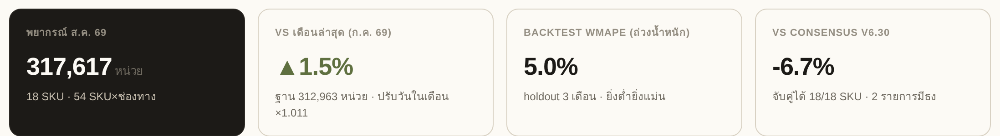 พยากรณ์ ส.ค. 69
317,617 หน่วย
18 SKU · 54 SKU×ช่องทาง
VS เดือนล่าสุด (ก.ค. 69)
▲1.5%
ฐาน 312,963 หน่วย · ปรับวันในเดือน
×1.011
BACKTEST WMAPE (ถ่วงน้ำหนัก)
5.0%
holdout 3 เดือน · ยิ่งต่ำยิ่งแม่น
VS CONSENSUS V6.30
-6.7%
จับคู่ได้ 18/18 SKU · 2 รายการมีธง